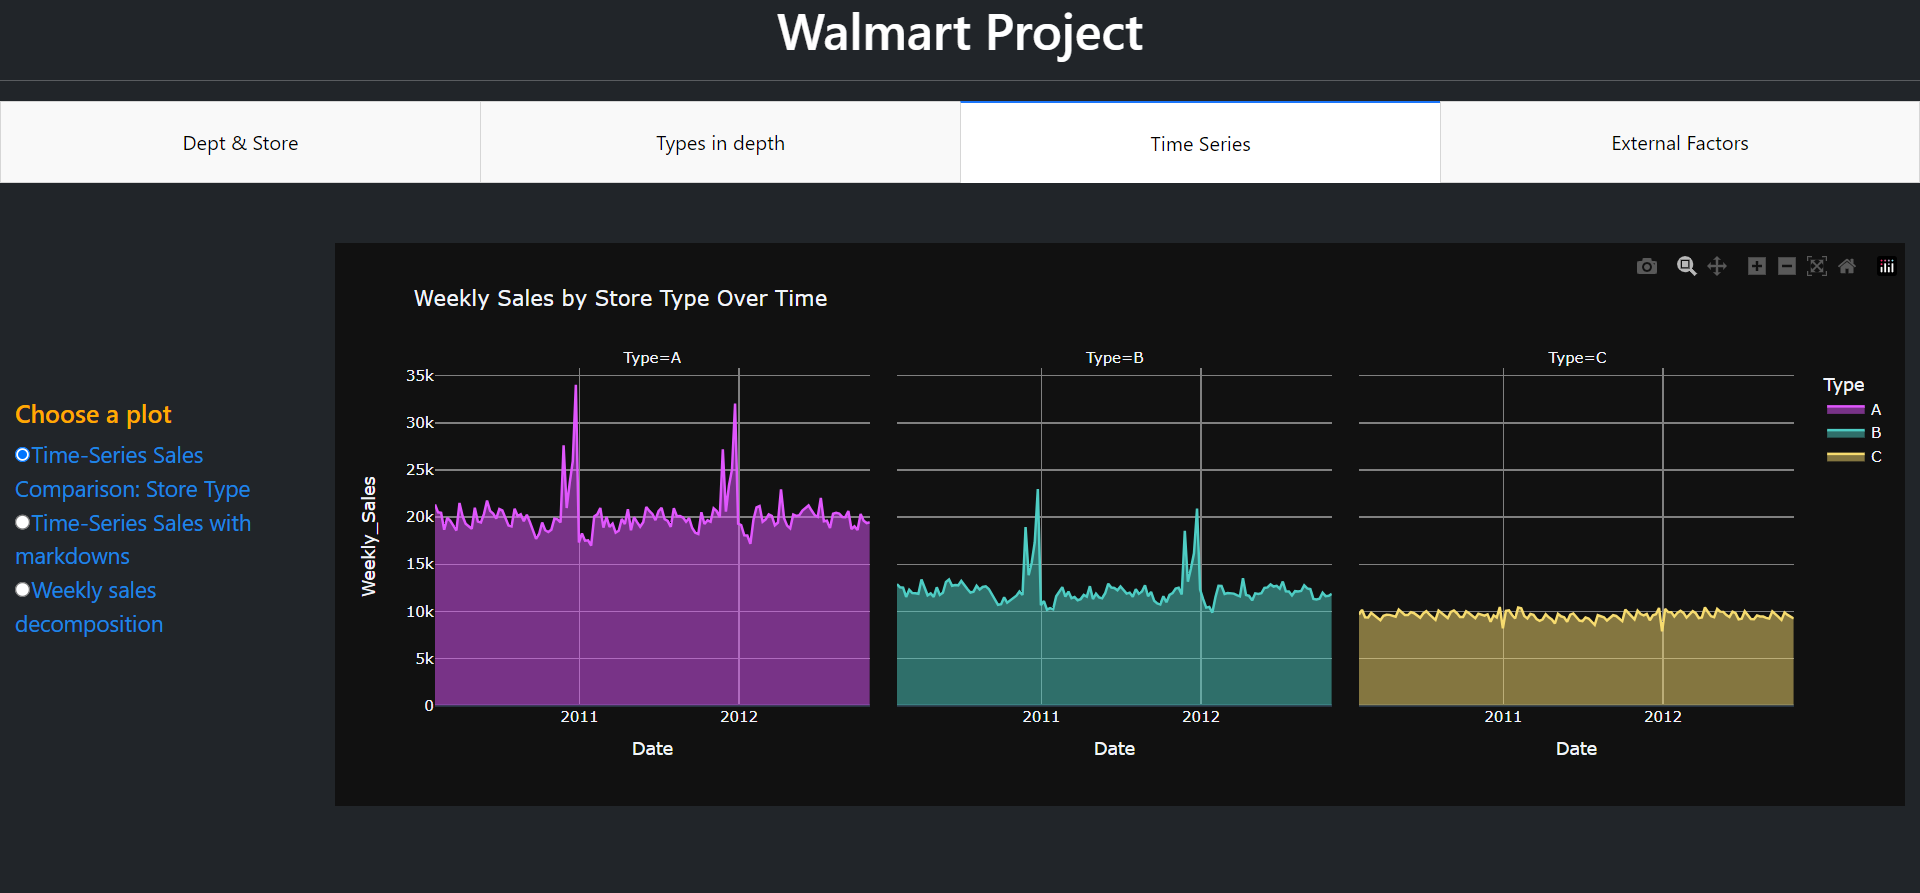 Walmart Project
Dept & Store
Types in depth
Time Series
External Factors
Choose a plot
Time-Series Sales
Comparison: Store Type
Time-Series Sales with
markdowns
Weekly sales
decomposition
Weekly Sales by Store Type Over Time
Type=A
Type=B
Type=C
Weekly_Sales
35k
30k
25k
20k
15k
10k
5k
0
2011
2012
2011
2012
2011
2012
Date
Date
Date
Type
A
B
C